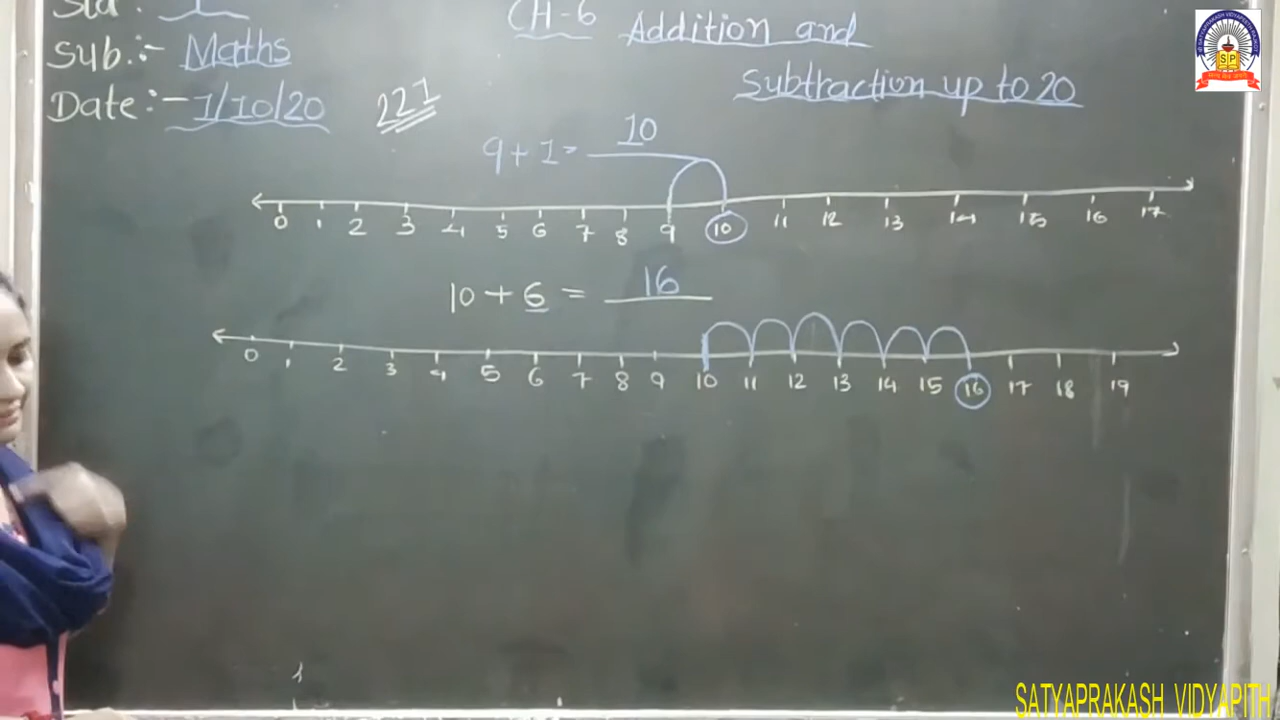 Std : 1
Sub. :- Maths
Date :- 1/10/20
221
CH-6 Addition and
Subtraction up to 20
9+1= 10
0 1 2 3 4 5 6 7 8 9 10 11 12 13 14 15 16 17
10 + 6 = 16
0 1 2 3 4 5 6 7 8 9 10 11 12 13 14 15 16 17 18 19
SP
SATYAPRAKASH VIDYAPITH